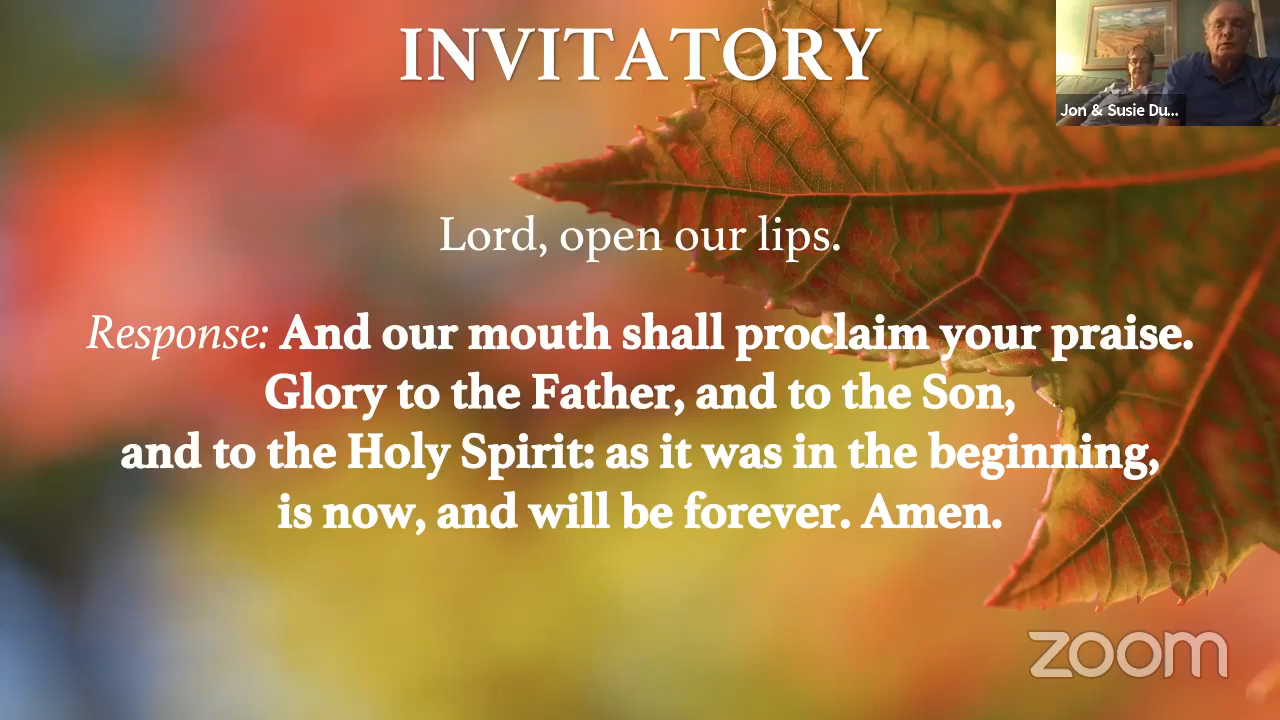 INVITATORY
Jon & Susie Du...
Lord, open our lips.
Response: And our mouth shall proclaim your praise.
Glory to the Father, and to the Son,
and to the Holy Spirit: as it was in the beginning,
is now, and will be forever. Amen.
zoom